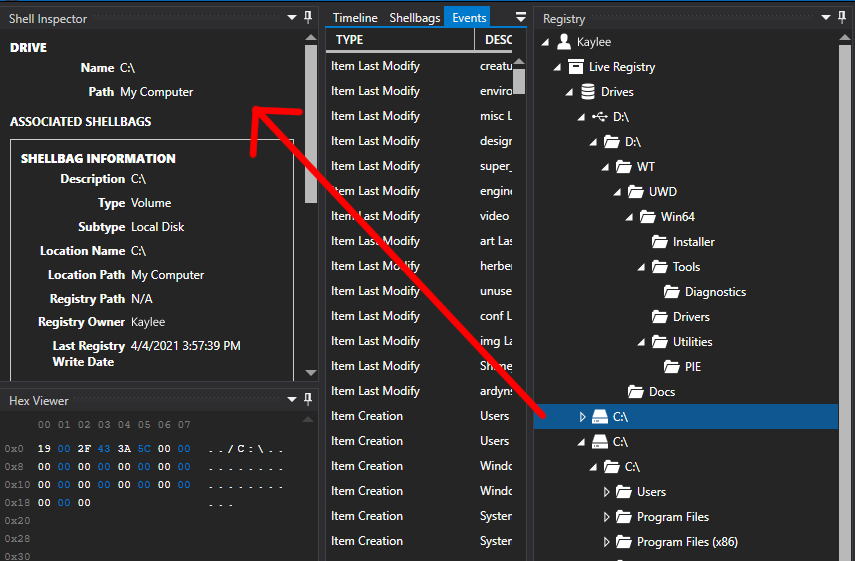 Shell Inspector
DRIVE
Name C:\
Path My Computer
ASSOCIATED SHELLBAGS
SHELLBAG INFORMATION
Description C:\
Type Volume
Subtype Local Disk
Location Name C:\
Location Path My Computer
Registry Path N/A
Registry Owner Kaylee
Last Registry 4/4/2021 3:57:39 PM
Write Date
Hex Viewer
00 01 02 03 04 05 06 07
0x0 19 00 2F 43 3A 5C 00 00 ../C:\..
0x8 00 00 00 00 00 00 00 00 ........
0x10 00 00 00 00 00 00 00 00 ........
0x18 00 00 00 ...
0x20
0x28
0x30
Timeline Shellbags Events
TYPE DESC
Item Last Modify creatu
Item Last Modify enviro
Item Last Modify misc L
Item Last Modify design
Item Last Modify super_
Item Last Modify engine
Item Last Modify video
Item Last Modify art Las
Item Last Modify herber
Item Last Modify unuse
Item Last Modify conf L
Item Last Modify img La
Item Last Modify Shime
Item Last Modify ardyns
Item Creation Users
Item Creation Users
Item Creation Windo
Item Creation Windo
Item Creation System
Item Creation System
Registry
Kaylee
Live Registry
Drives
D:\
D:\
WT
UWD
Win64
Installer
Tools
Diagnostics
Drivers
Utilities
PIE
Docs
C:\
C:\
C:\
Users
Program Files
Program Files (x86)